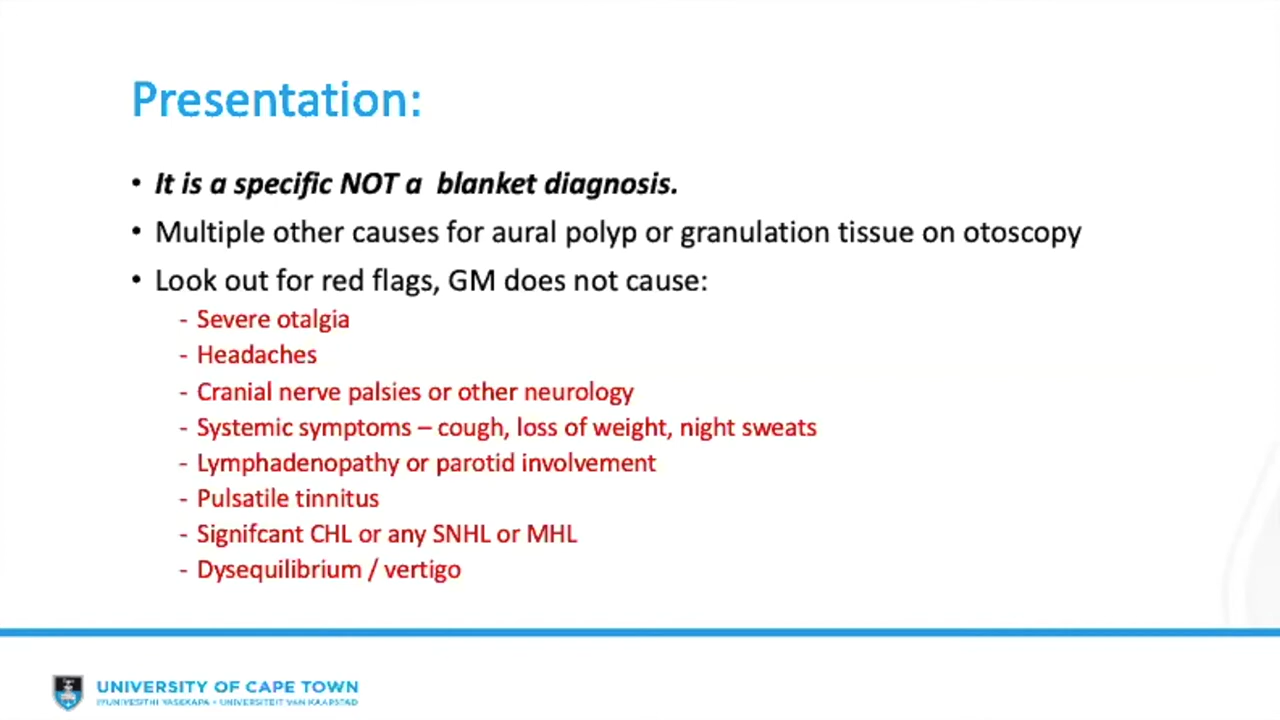 Presentation:
• It is a specific NOT a blanket diagnosis.
• Multiple other causes for aural polyp or granulation tissue on otoscopy
• Look out for red flags, GM does not cause:
- Severe otalgia
- Headaches
- Cranial nerve palsies or other neurology
- Systemic symptoms – cough, loss of weight, night sweats
- Lymphadenopathy or parotid involvement
- Pulsatile tinnitus
- Signifcant CHL or any SNHL or MHL
- Dysequilibrium / vertigo
UNIVERSITY OF CAPE TOWN
IYUNIVESITHI YASEKAPA • UNIVERSITEIT VAN KAAPSTAD